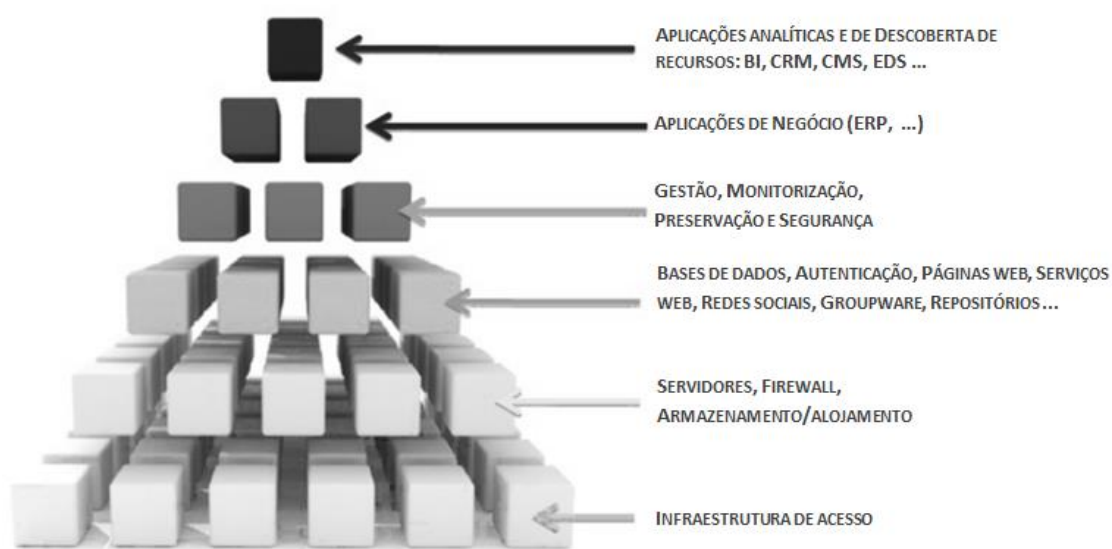 APLICAÇÕES ANALÍTICAS E DE DESCOBERTA DE
RECURSOS: BI, CRM, CMS, EDS ...
APLICAÇÕES DE NEGÓCIO (ERP, ...)
GESTÃO, MONITORIZAÇÃO,
PRESERVAÇÃO E SEGURANÇA
BASES DE DADOS, AUTENTICAÇÃO, PÁGINAS WEB, SERVIÇOS
WEB, REDES SOCIAIS, GROUPWARE, REPOSITÓRIOS ...
SERVIDORES, FIREWALL,
ARMAZENAMENTO/ALOJAMENTO
INFRAESTRUTURA DE ACESSO